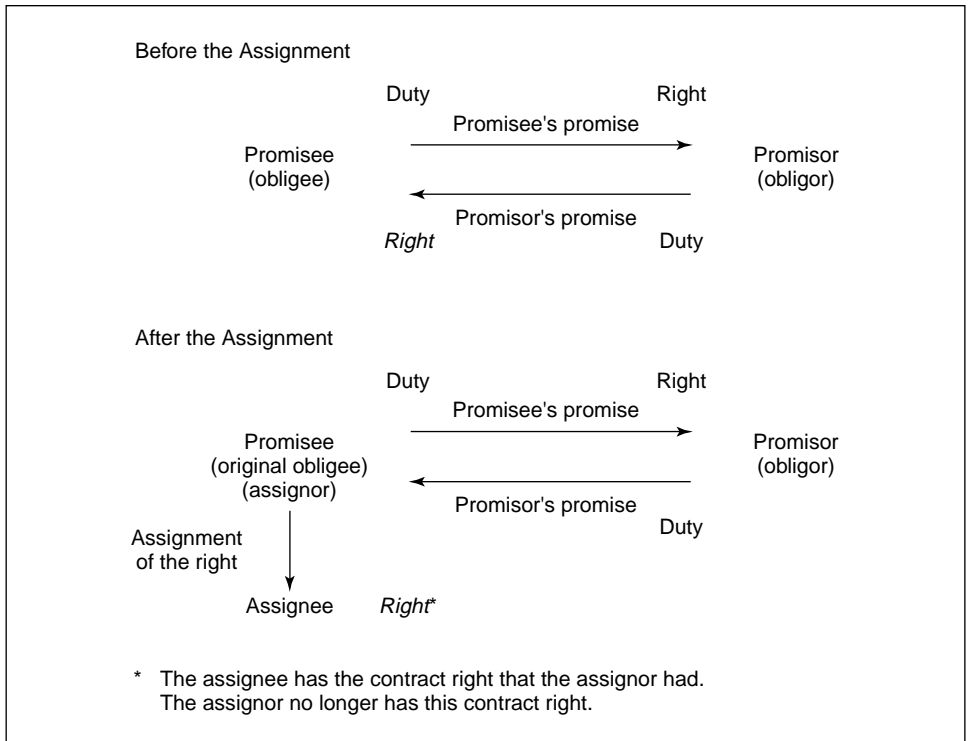 Before the Assignment
Duty Right
Promisee's promise
Promisee
(obligee)
Promisor
(obligor)
Promisor's promise
Right Duty
After the Assignment
Duty Right
Promisee's promise
Promisee
(original obligee)
(assignor)
Promisor
(obligor)
Promisor's promise
Duty
Assignment
of the right
Assignee Right*
* The assignee has the contract right that the assignor had.
The assignor no longer has this contract right.